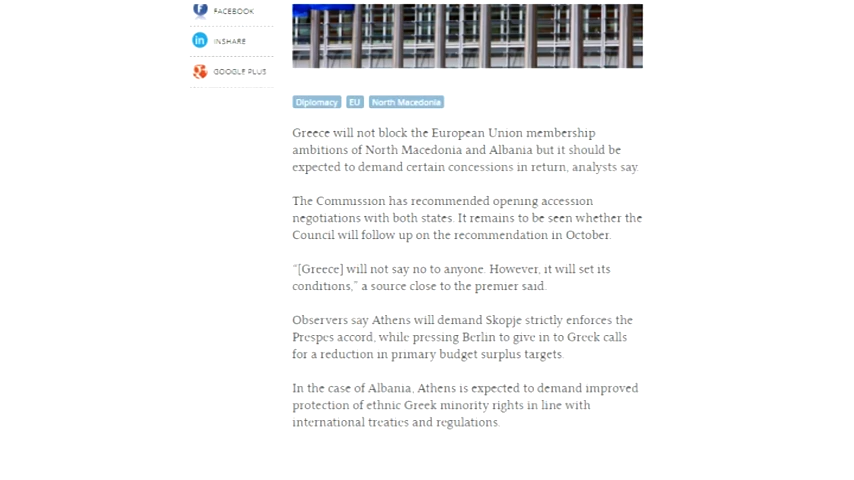 FACEBOOK
INSHARE
GOOGLE PLUS
Diplomacy EU North Macedonia
Greece will not block the European Union membership
ambitions of North Macedonia and Albania but it should be
expected to demand certain concessions in return, analysts say.
The Commission has recommended opening accession
negotiations with both states. It remains to be seen whether the
Council will follow up on the recommendation in October.
“[Greece] will not say no to anyone. However, it will set its
conditions,” a source close to the premier said.
Observers say Athens will demand Skopje strictly enforces the
Prespes accord, while pressing Berlin to give in to Greek calls
for a reduction in primary budget surplus targets.
In the case of Albania, Athens is expected to demand improved
protection of ethnic Greek minority rights in line with
international treaties and regulations.